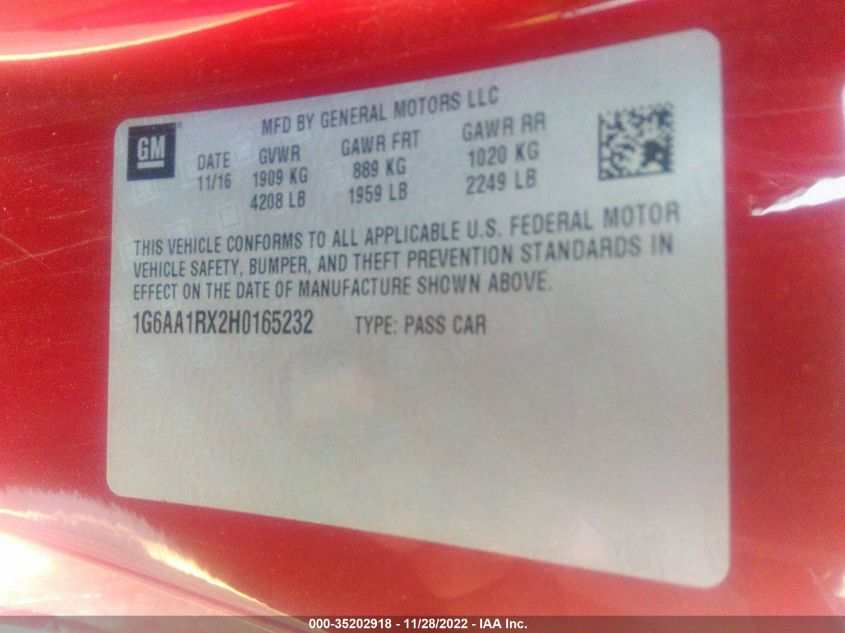 GM
MFD BY GENERAL MOTORS LLC
DATE GVWR GAWR FRT GAWR RR
11/16 1909 KG 889 KG 1020 KG
4208 LB 1959 LB 2249 LB
THIS VEHICLE CONFORMS TO ALL APPLICABLE U.S. FEDERAL MOTOR
VEHICLE SAFETY, BUMPER, AND THEFT PREVENTION STANDARDS IN
EFFECT ON THE DATE OF MANUFACTURE SHOWN ABOVE.
1G6AA1RX2H0165232 TYPE: PASS CAR
000-35202918 - 11/28/2022 - IAA Inc.